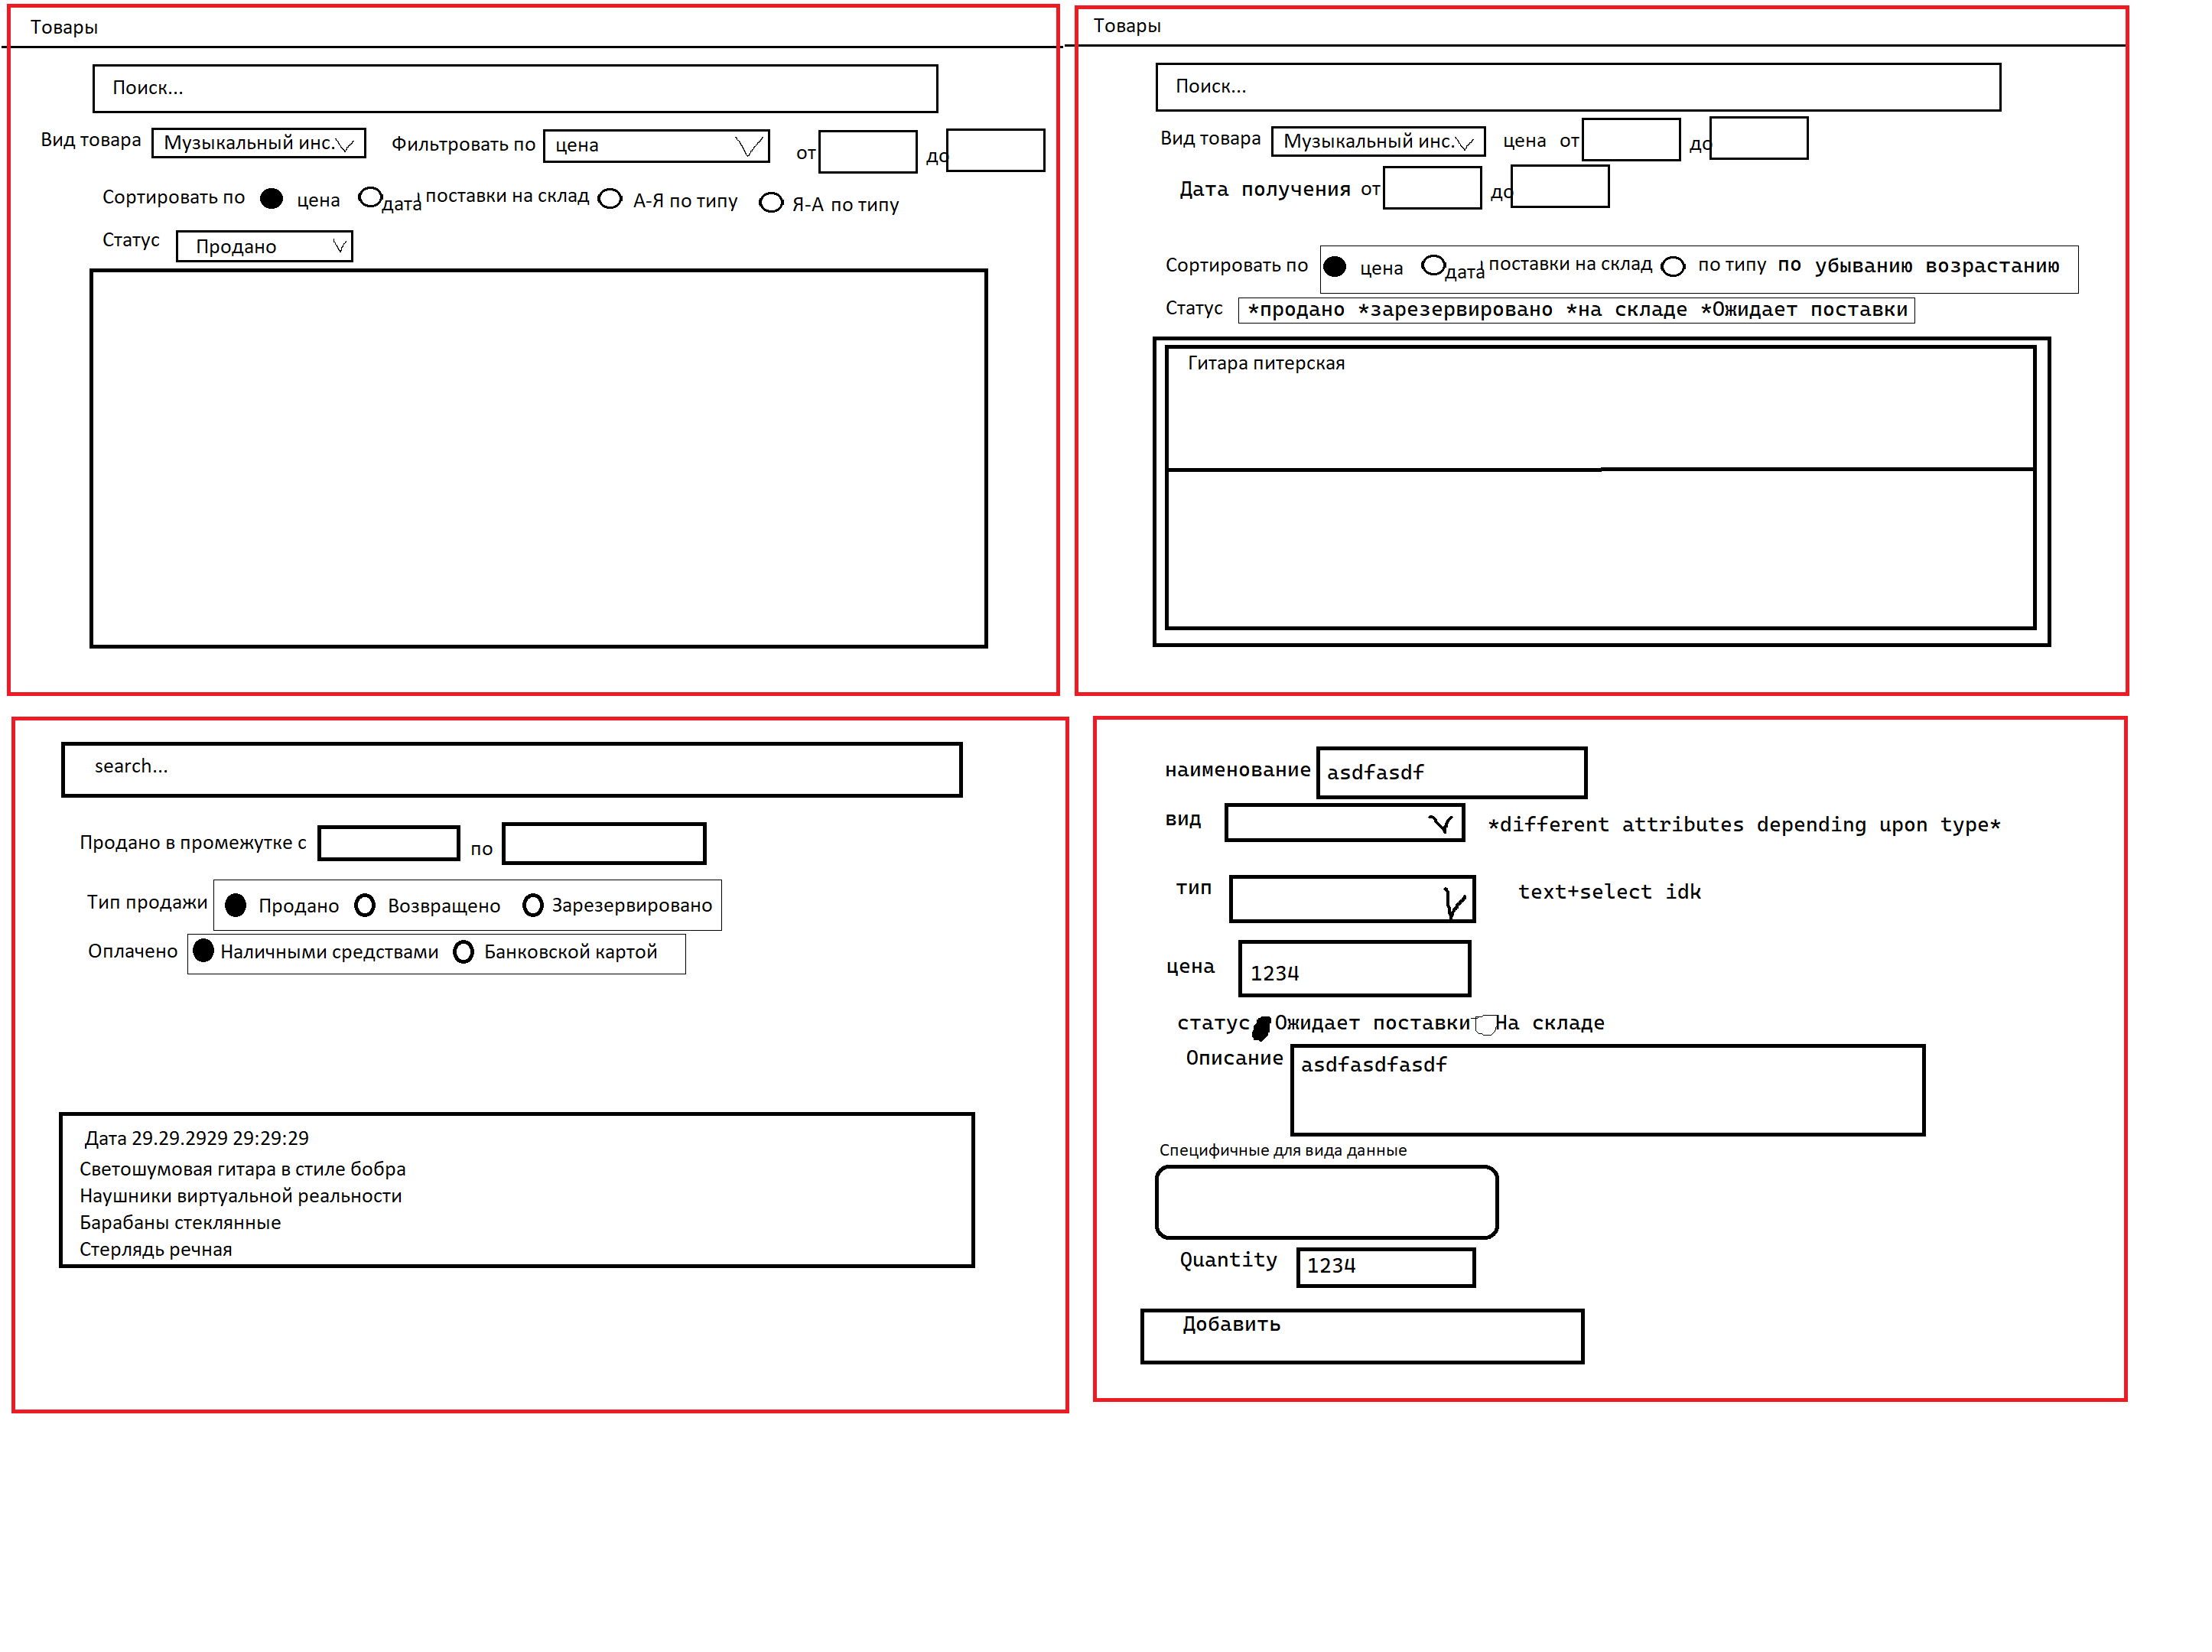 Товары
Поиск...
Вид товара Музыкальный инс. Фильтровать по цена от до
Сортировать по цена дата поставки на склад А-Я по типу Я-А по типу
Статус Продано
Товары
Поиск...
Вид товара Музыкальный инс. цена от до
Дата получения от до
Сортировать по цена дата поставки на склад по типу по убыванию возрастанию
Статус *продано *зарезервировано *на складе *Ожидает поставки
Гитара питерская
search...
Продано в промежутке с по
Тип продажи Продано Возвращено Зарезервировано
Оплачено Наличными средствами Банковской картой
Дата 29.29.2929 29:29:29
Светошумовая гитара в стиле бобра
Наушники виртуальной реальности
Барабаны стеклянные
Стерлядь речная
наименование asdfasdf
вид *different attributes depending upon type*
тип text+select idk
цена 1234
статус Ожидает поставки На складе
Описание asdfasdfasdf
Специфичные для вида данные
Quantity 1234
Добавить